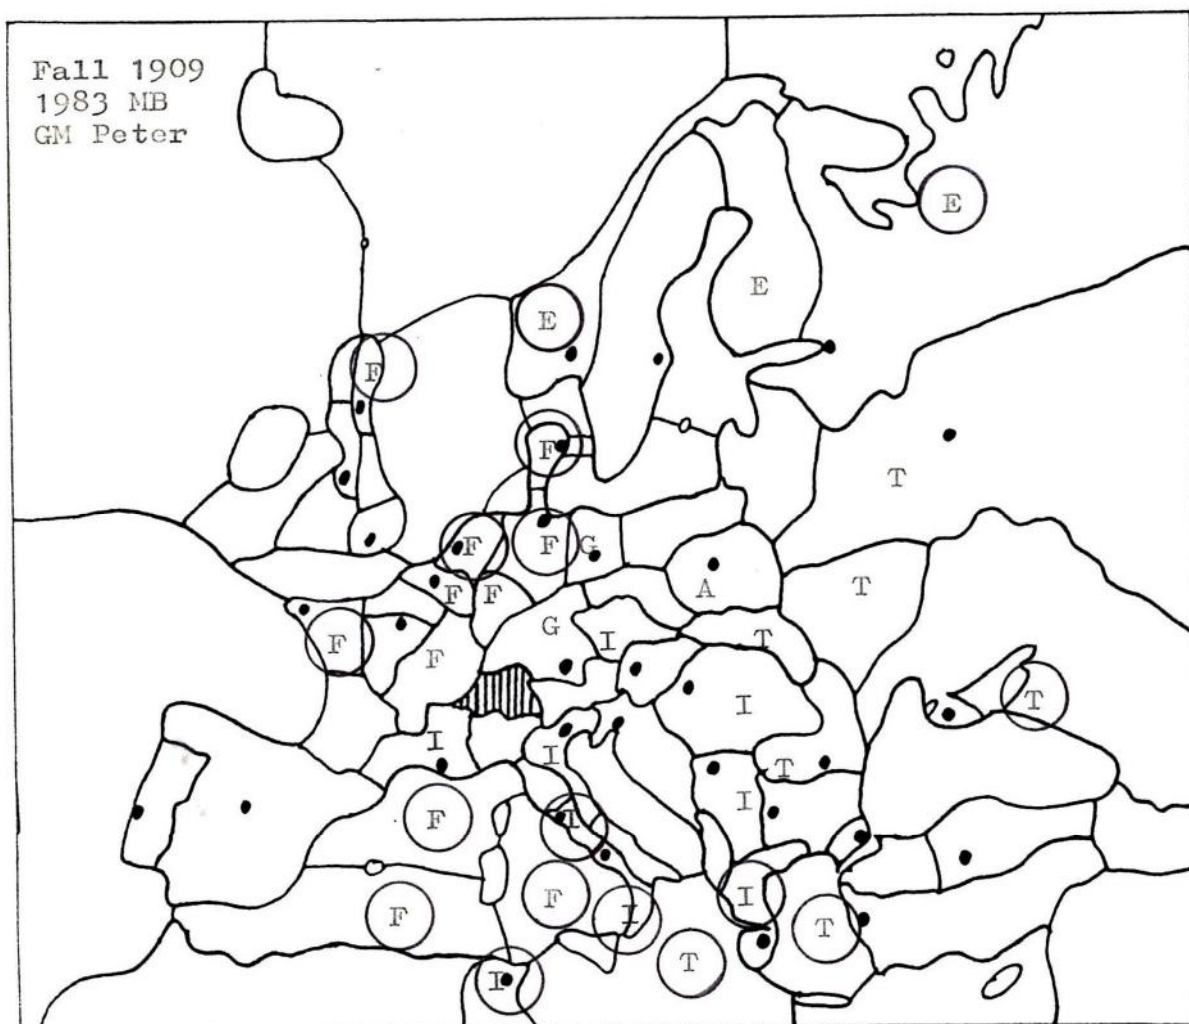 Fall 1909
1983 MB
GM Peter
E
E
E
F
F
T
F F G
F F A T
G I T
F F
I T
I I T
I
F
F I
F I T
T
I